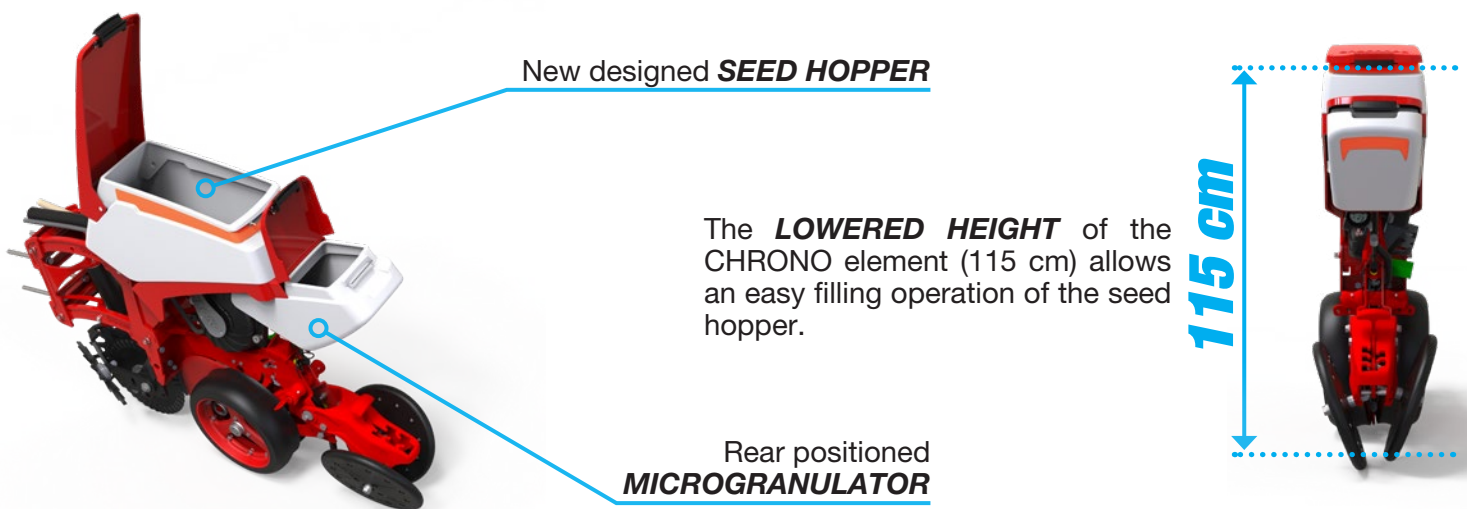 New designed SEED HOPPER
The LOWERED HEIGHT of the
CHRONO element (115 cm) allows
an easy filling operation of the seed
hopper.
115 cm
Rear positioned
MICROGRANULATOR